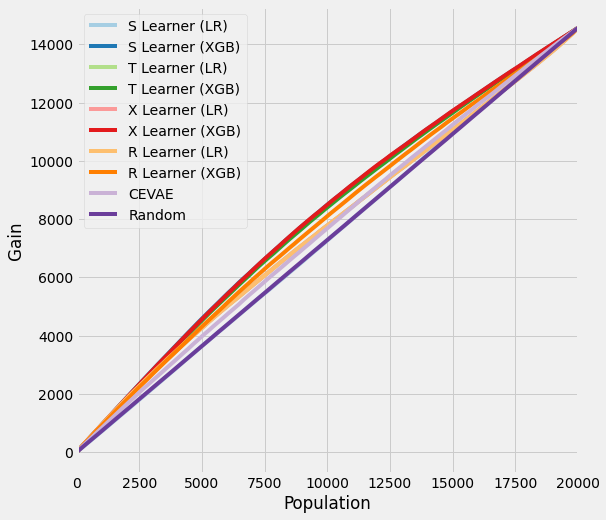 S Learner (LR)
S Learner (XGB)
T Learner (LR)
T Learner (XGB)
X Learner (LR)
X Learner (XGB)
R Learner (LR)
R Learner (XGB)
CEVAE
Random
14000
12000
10000
8000
6000
4000
2000
0
Gain
0 2500 5000 7500 10000 12500 15000 17500 20000
Population